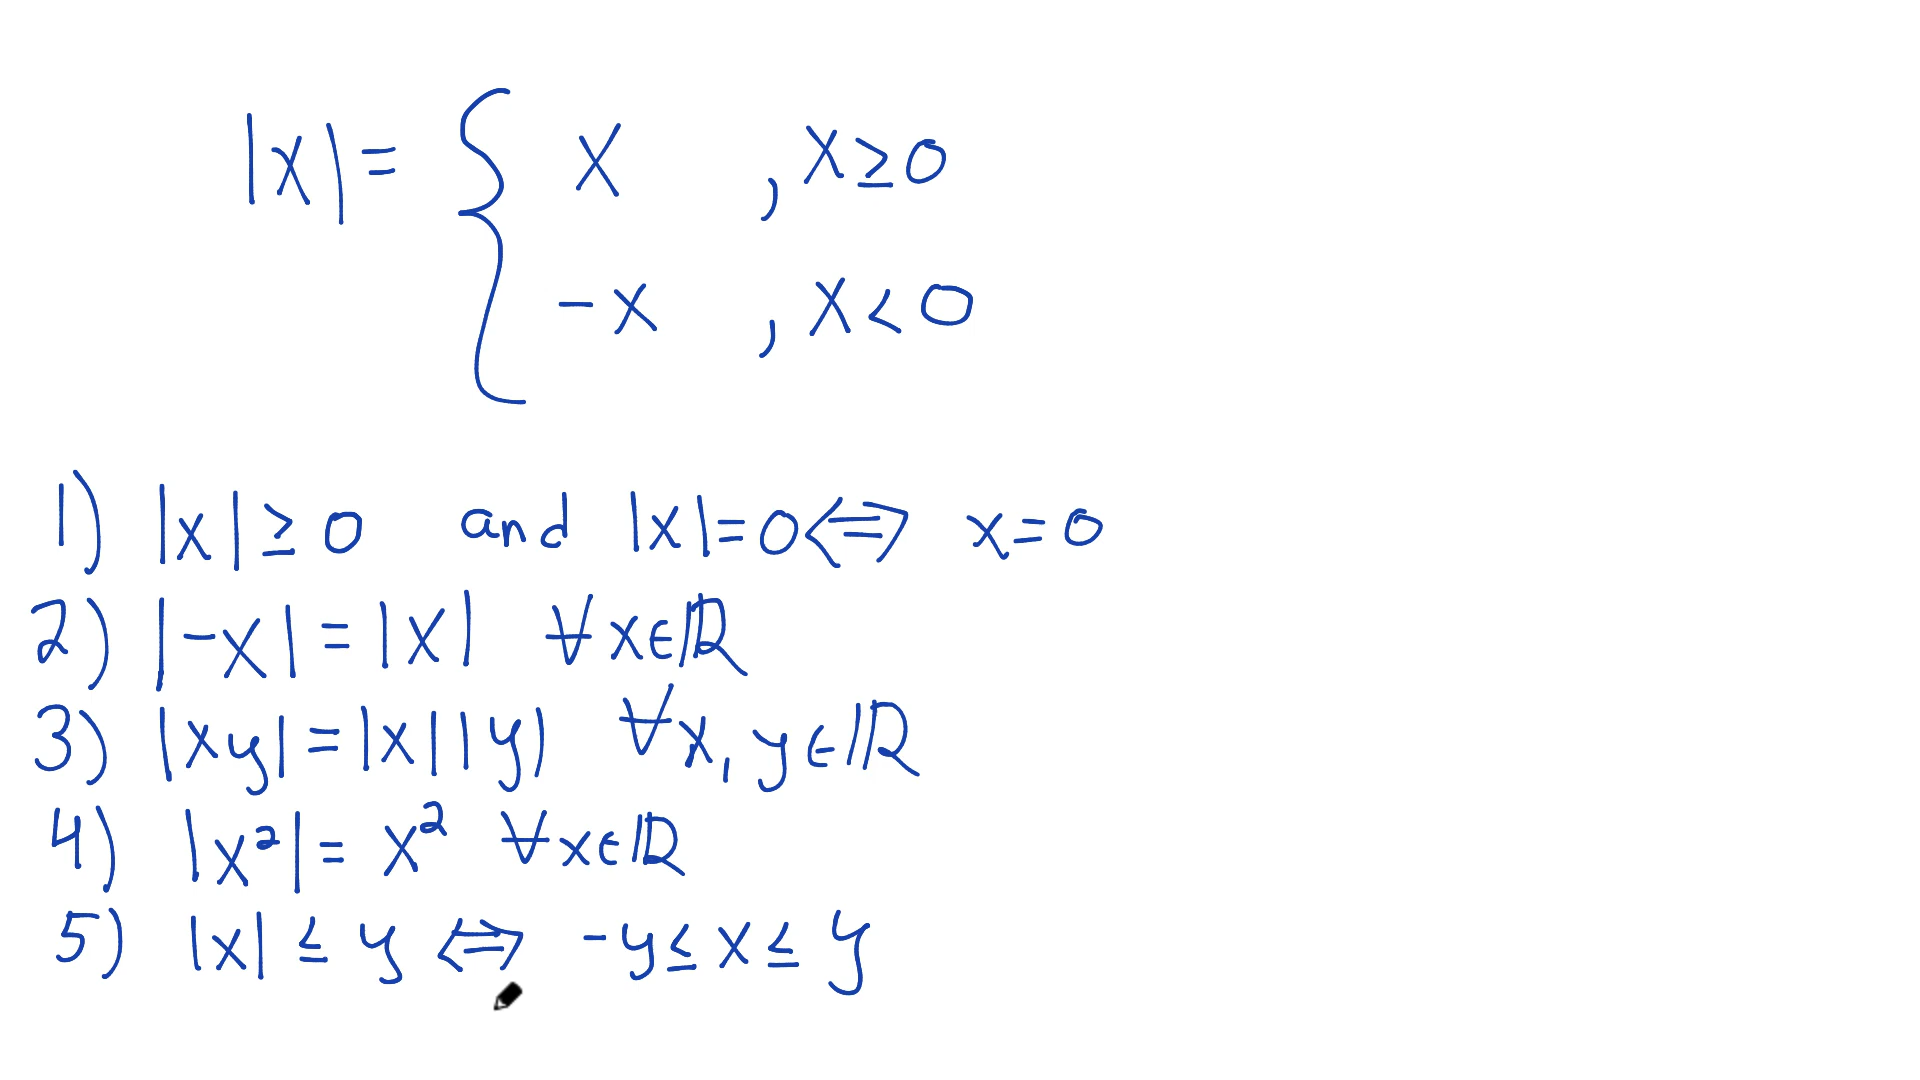 |x| = { x , x ≥ 0
-x , x < 0
1) |x| ≥ 0 and |x| = 0 ⟺ x = 0
2) |-x| = |x| ∀x∈ℝ
3) |xy| = |x||y| ∀x, y∈ℝ
4) |x²| = x² ∀x∈ℝ
5) |x| ≤ y ⟺ -y ≤ x ≤ y